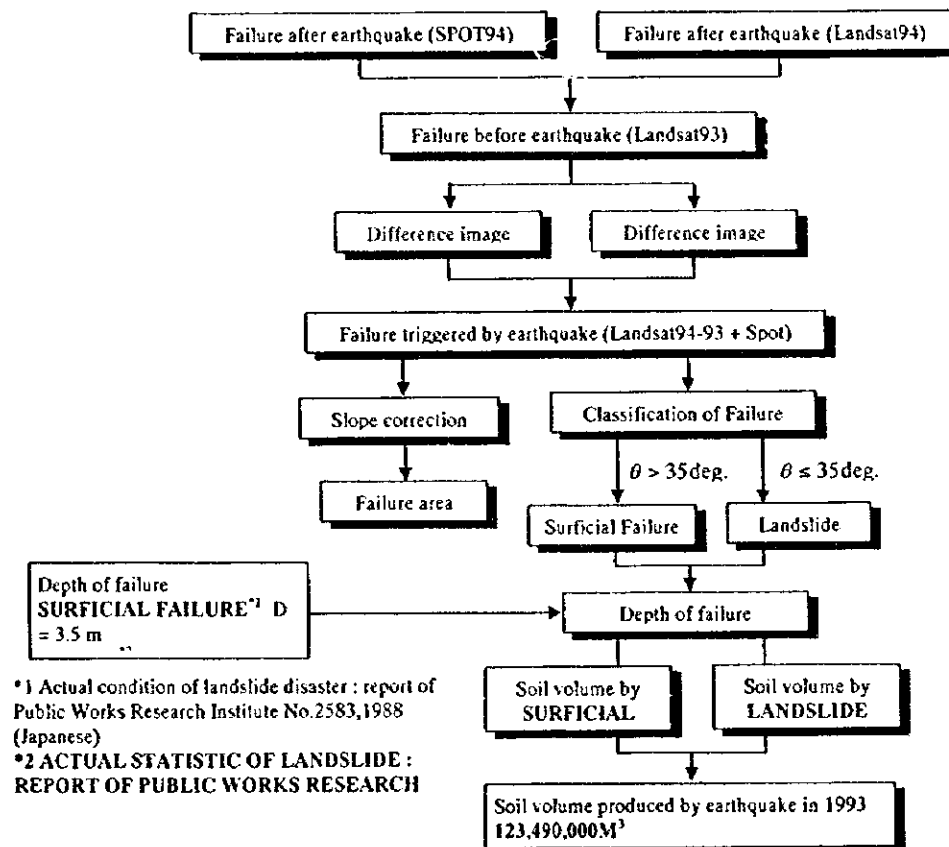 Failure after earthquake (SPOT94)
Failure after earthquake (Landsat94)
Failure before earthquake (Landsat93)
Difference image
Difference image
Failure triggered by earthquake (Landsat94-93 + Spot)
Slope correction
Classification of Failure
θ > 35deg.
θ ≤ 35deg.
Failure area
Surficial Failure
Landslide
Depth of failure
SURFICIAL FAILURE*1 D
= 3.5 m
Depth of failure
*1 Actual condition of landslide disaster : report of
Public Works Research Institute No.2583,1988
(Japanese)
*2 ACTUAL STATISTIC OF LANDSLIDE :
REPORT OF PUBLIC WORKS RESEARCH
Soil volume by
SURFICIAL
Soil volume by
LANDSLIDE
Soil volume produced by earthquake in 1993
123,490,000M³